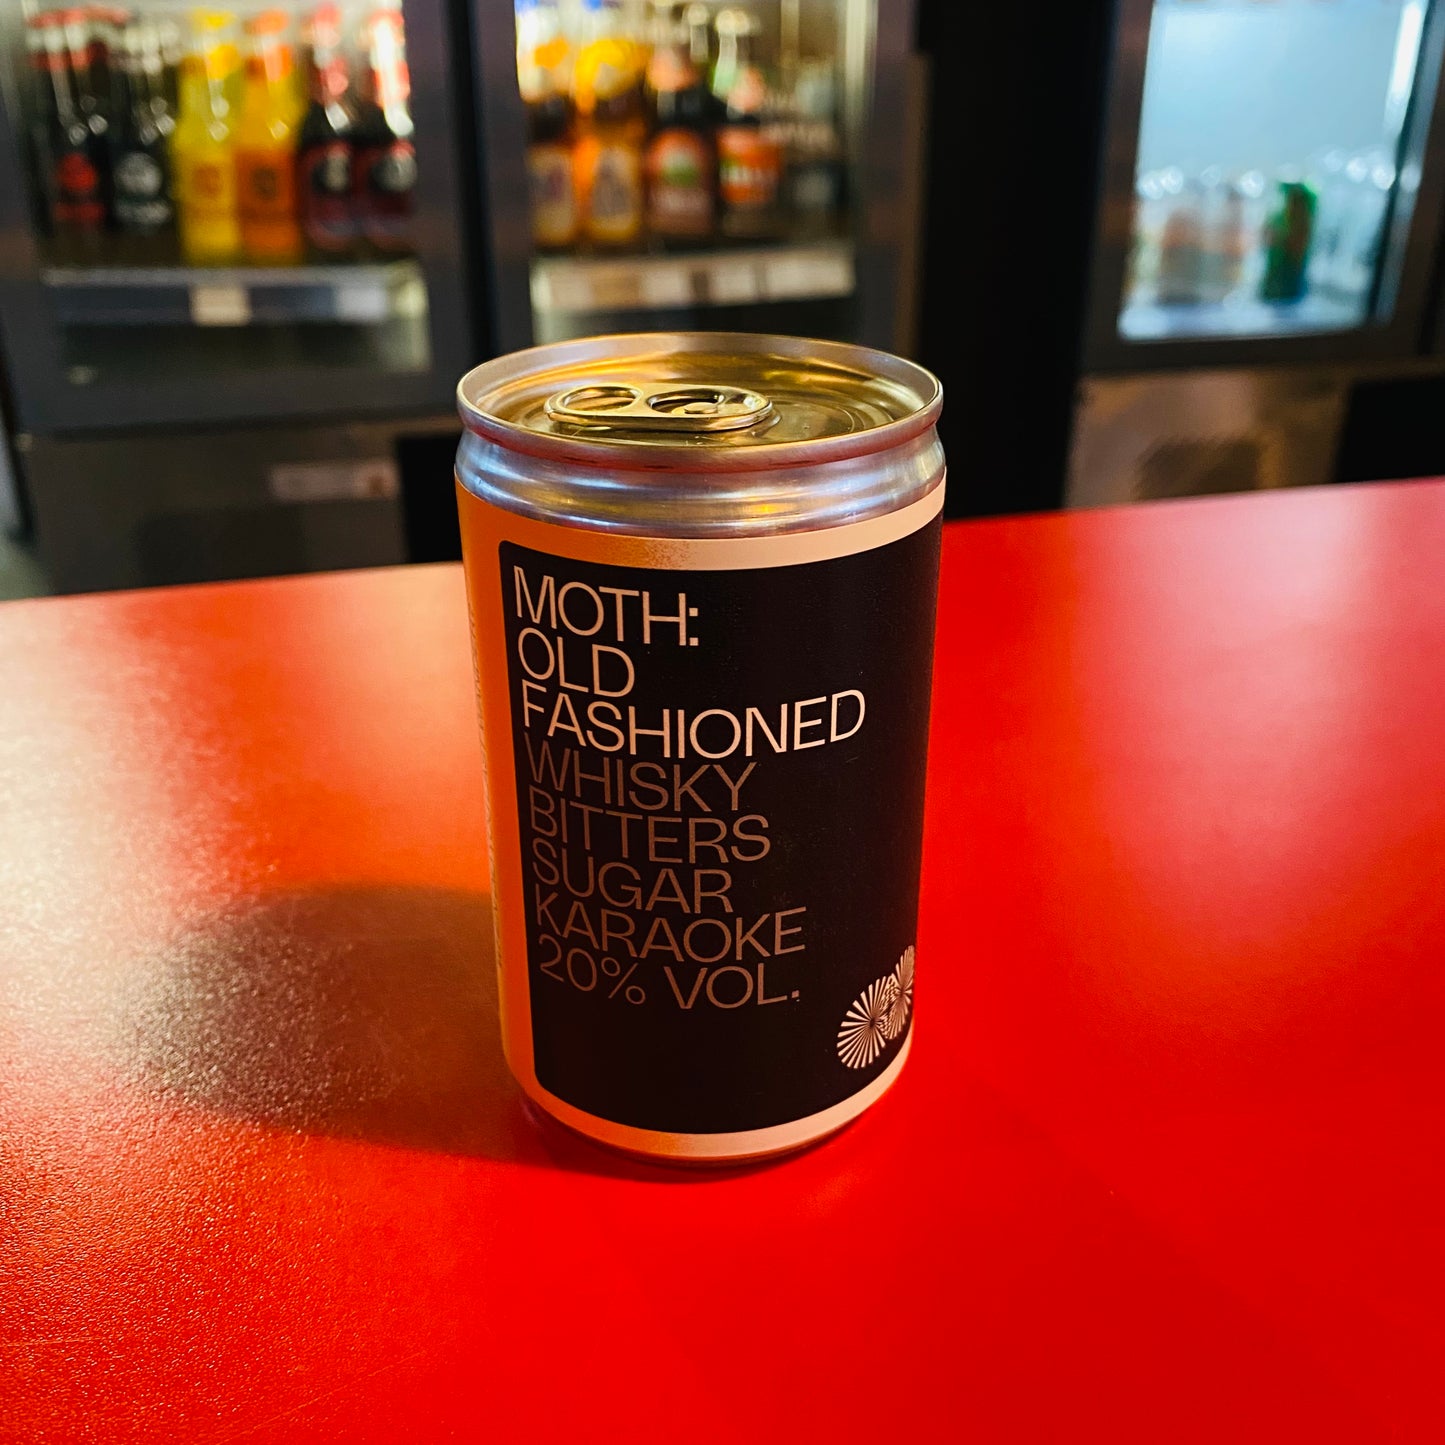 MOTH:
OLD
FASHIONED
WHISKY
BITTERS
SUGAR
KARAOKE
20% VOL.